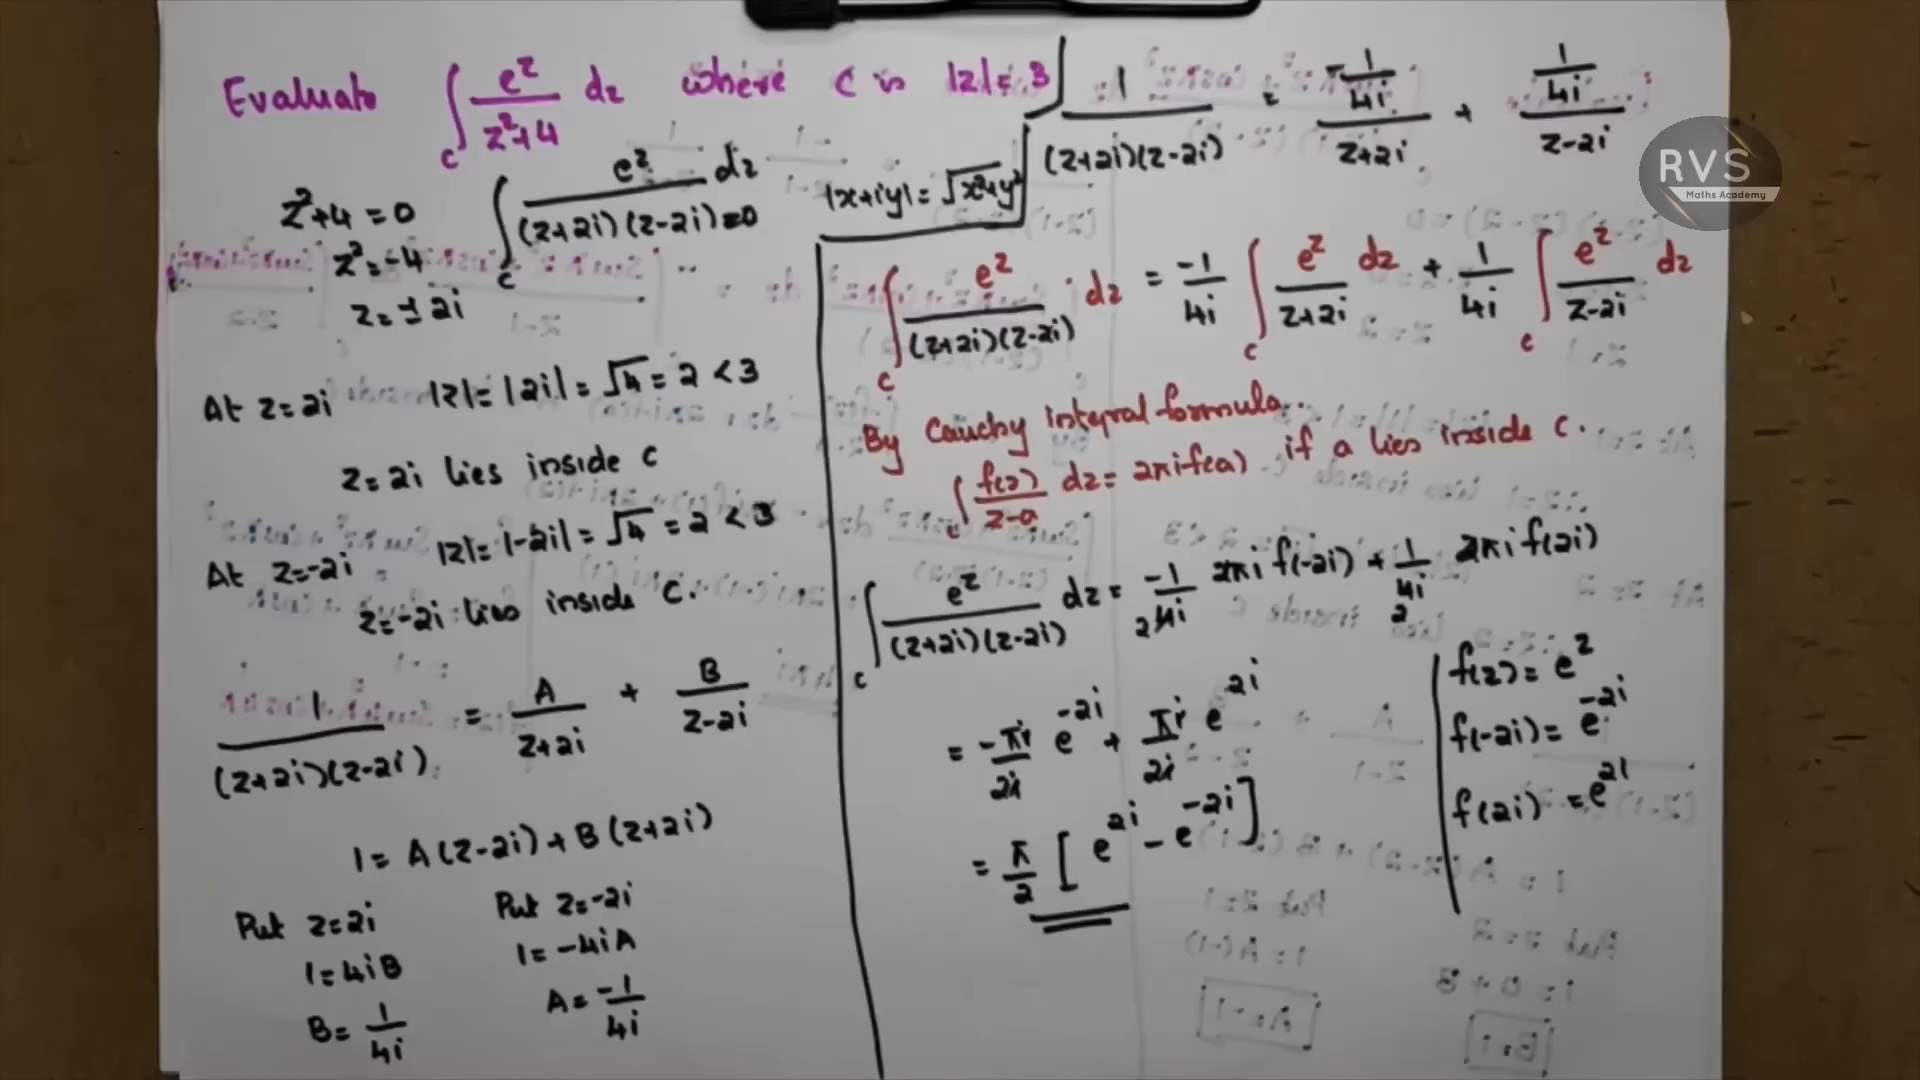 Evaluate ∫_C e^z/(z²+4) dz where C is |z|=3
z²+4=0
∫_C e^z/((z+2i)(z-2i)=0) dz
|x+iy|=√(x²+y²)
z²=-4
z=±2i
At z=2i |z|=|2i|=√4=2<3
z=2i lies inside C
At z=-2i |z|=|-2i|=√4=2<3
z=-2i lies inside C.
1/((z+2i)(z-2i)) = A/(z+2i) + B/(z-2i)
1=A(z-2i)+B(z+2i)
Put z=2i
1=4iB
B=1/4i
Put z=-2i
1=-4iA
A=-1/4i
1/((z+2i)(z-2i)) = (-1/4i)/(z+2i) + (1/4i)/(z-2i)
RVS
Maths Academy
∫_C e^z/((z+2i)(z-2i)) dz = -1/4i ∫_C e^z/(z+2i) dz + 1/4i ∫_C e^z/(z-2i) dz
By Cauchy integral formula..
∫_C f(z)/(z-a) dz=2πi f(a) if a lies inside C.
∫_C e^z/((z+2i)(z-2i)) dz = -1/4i 2πi f(-2i) + 1/4i 2πi f(2i)
2 2
= -πi/2i e^-2i + πi/2i e^2i
= π/2 [e^2i - e^-2i]
f(z)=e^z
f(-2i)=e^-2i
f(2i)=e^2i